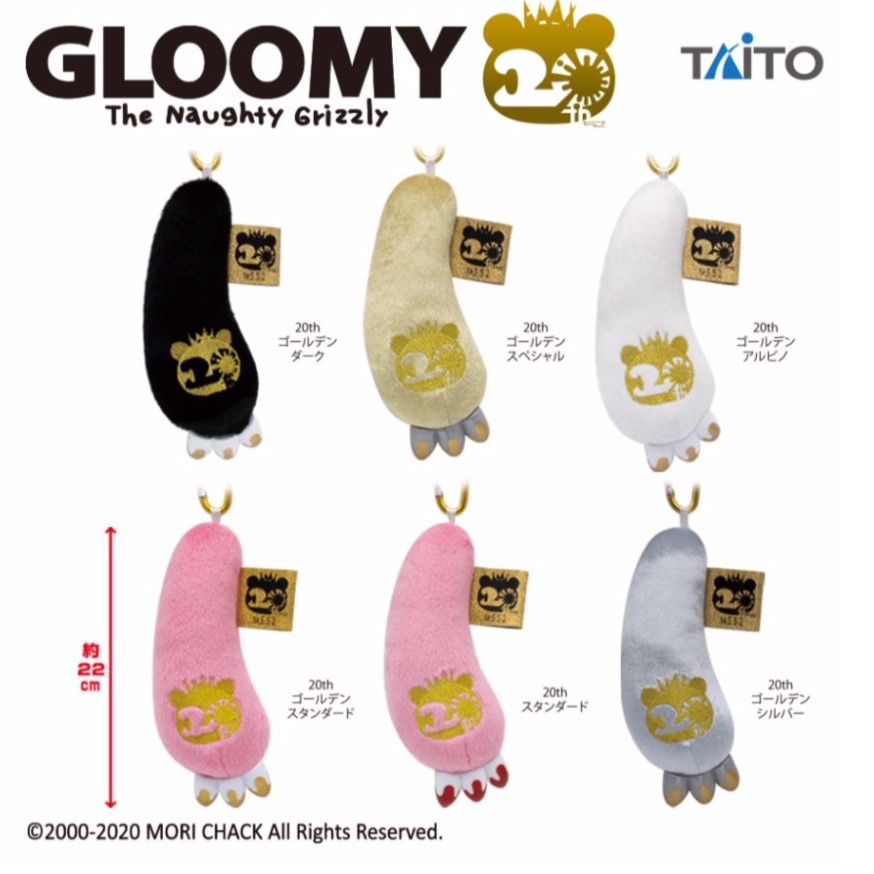 GLOOMY
The Naughty Grizzly
20th
TAITO
20th
ゴールデン
ダーク
20th
ゴールデン
スペシャル
20th
ゴールデン
アルビノ
約
22
cm
20th
ゴールデン
スタンダード
20th
スタンダード
20th
ゴールデン
シルバー
©2000-2020 MORI CHACK All Rights Reserved.